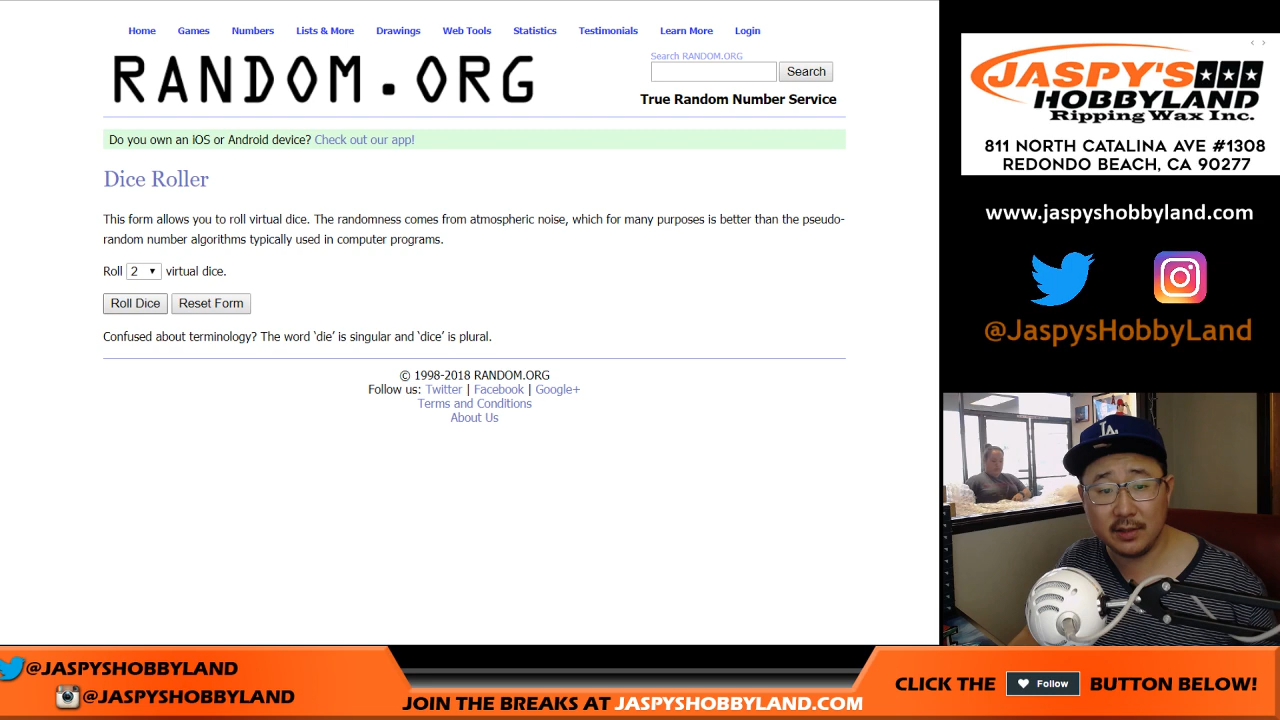 Home Games Numbers Lists & More Drawings Web Tools Statistics Testimonials Learn More Login
RANDOM.ORG
Search RANDOM.ORG
Search
True Random Number Service
Do you own an iOS or Android device? Check out our app!
Dice Roller
This form allows you to roll virtual dice. The randomness comes from atmospheric noise, which for many purposes is better than the pseudo-
random number algorithms typically used in computer programs.
Roll 2 virtual dice.
Roll Dice Reset Form
Confused about terminology? The word ‘die’ is singular and ‘dice’ is plural.
© 1998-2018 RANDOM.ORG
Follow us: Twitter | Facebook | Google+
Terms and Conditions
About Us
JASPY'S
HOBBYLAND
Ripping Wax Inc.
811 NORTH CATALINA AVE #1308
REDONDO BEACH, CA 90277
www.jaspyshobbyland.com
@JaspysHobbyLand
LA
@JASPYSHOBBYLAND
@JASPYSHOBBYLAND
JOIN THE BREAKS AT JASPYSHOBBYLAND.COM
CLICK THE Follow BUTTON BELOW!